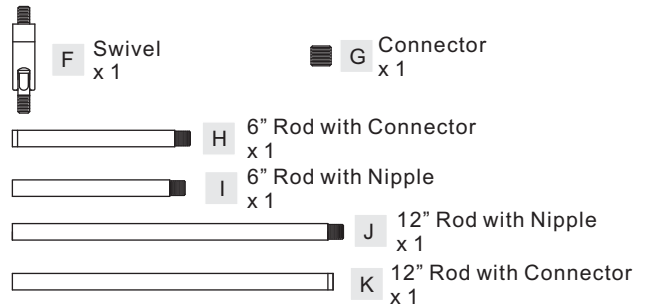 F Swivel
x 1
G Connector
x 1
H 6” Rod with Connector
x 1
I 6” Rod with Nipple
x 1
J 12” Rod with Nipple
x 1
K 12” Rod with Connector
x 1